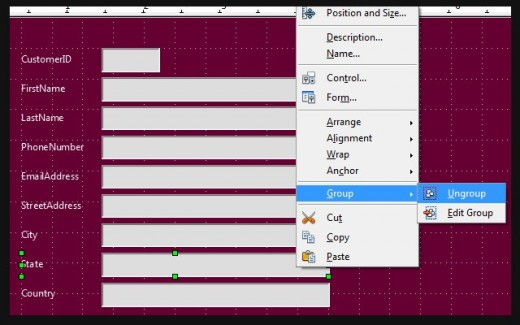 Position and Size...
Description...
Name...
Control...
Form...
Arrange
Alignment
Wrap
Anchor
Group
Cut
Copy
Paste
Ungroup
Edit Group
CustomerID
FirstName
LastName
PhoneNumber
EmailAddress
StreetAddress
City
State
Country